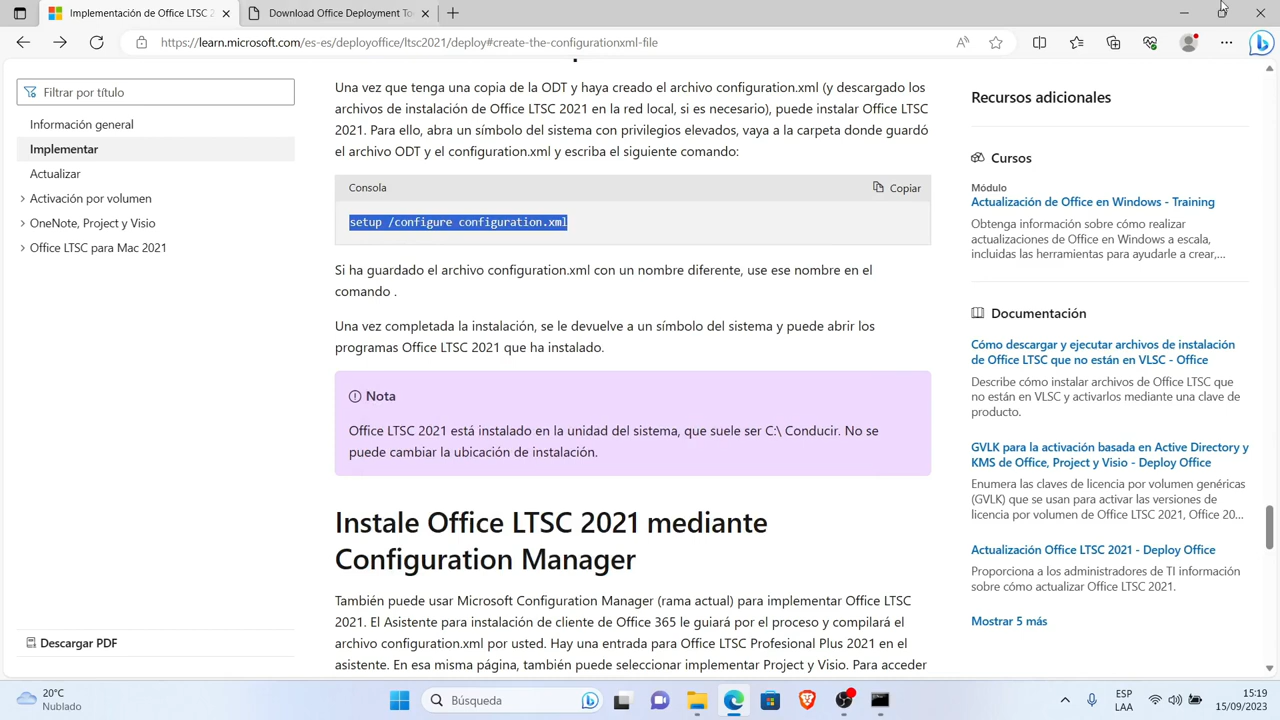 Implementación de Office LTSC 2
Download Office Deployment To
https://learn.microsoft.com/es-es/deployoffice/ltsc2021/deploy#create-the-configurationxml-file
Filtrar por título
Información general
Implementar
Actualizar
Activación por volumen
OneNote, Project y Visio
Office LTSC para Mac 2021
Descargar PDF
Una vez que tenga una copia de la ODT y haya creado el archivo configuration.xml (y descargado los
archivos de instalación de Office LTSC 2021 en la red local, si es necesario), puede instalar Office LTSC
2021. Para ello, abra un símbolo del sistema con privilegios elevados, vaya a la carpeta donde guardó
el archivo ODT y el configuration.xml y escriba el siguiente comando:
Consola
Copiar
setup /configure configuration.xml
Si ha guardado el archivo configuration.xml con un nombre diferente, use ese nombre en el
comando .
Una vez completada la instalación, se le devuelve a un símbolo del sistema y puede abrir los
programas Office LTSC 2021 que ha instalado.
Nota
Office LTSC 2021 está instalado en la unidad del sistema, que suele ser C:\ Conducir. No se
puede cambiar la ubicación de instalación.
Instale Office LTSC 2021 mediante
Configuration Manager
También puede usar Microsoft Configuration Manager (rama actual) para implementar Office LTSC
2021. El Asistente para instalación de cliente de Office 365 le guiará por el proceso y compilará el
archivo configuration.xml por usted. Hay una entrada para Office LTSC Profesional Plus 2021 en el
asistente. En esa misma página, también puede seleccionar implementar Project y Visio. Para acceder
Recursos adicionales
Cursos
Módulo
Actualización de Office en Windows - Training
Obtenga información sobre cómo realizar
actualizaciones de Office en Windows a escala,
incluidas las herramientas para ayudarle a crear,...
Documentación
Cómo descargar y ejecutar archivos de instalación
de Office LTSC que no están en VLSC - Office
Describe cómo instalar archivos de Office LTSC que
no están en VLSC y activarlos mediante una clave de
producto.
GVLK para la activación basada en Active Directory y
KMS de Office, Project y Visio - Deploy Office
Enumera las claves de licencia por volumen genéricas
(GVLK) que se usan para activar las versiones de
licencia por volumen de Office LTSC 2021, Office 20...
Actualización Office LTSC 2021 - Deploy Office
Proporciona a los administradores de TI información
sobre cómo actualizar Office LTSC 2021.
Mostrar 5 más
20°C
Nublado
Búsqueda
ESP
LAA
15:19
15/09/2023